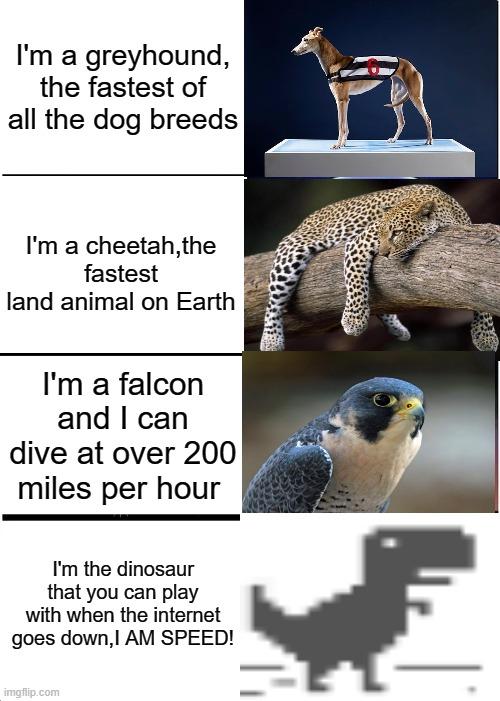 I'm a greyhound,
the fastest of
all the dog breeds
6
I'm a cheetah,the
fastest
land animal on Earth
I'm a falcon
and I can
dive at over 200
miles per hour
I'm the dinosaur
that you can play
with when the internet
goes down,I AM SPEED!
imgflip.com